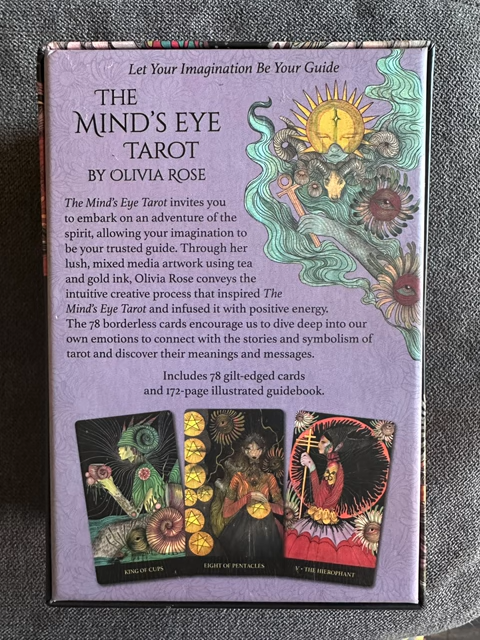 Let Your Imagination Be Your Guide
THE
MIND'S EYE
TAROT
BY OLIVIA ROSE
The Mind's Eye Tarot invites you
to embark on an adventure of the
spirit, allowing your imagination to
be your trusted guide. Through her
lush, mixed media artwork using tea
and gold ink, Olivia Rose conveys the
intuitive creative process that inspired The
Mind's Eye Tarot and infused it with positive energy.
The 78 borderless cards encourage us to dive deep into our
own emotions to connect with the stories and symbolism of
tarot and discover their meanings and messages.
Includes 78 gilt-edged cards
and 172-page illustrated guidebook.
KING OF CUPS
EIGHT OF PENTACLES
V • THE HIEROPHANT